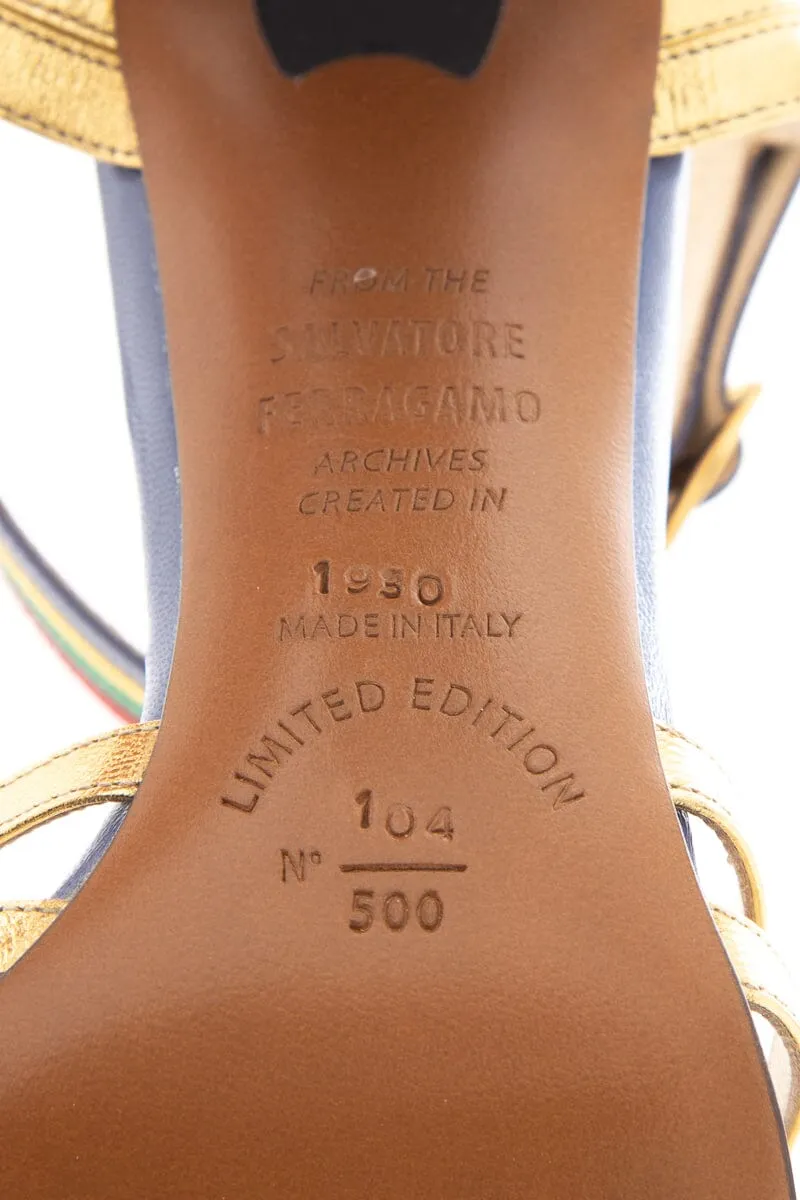 FROM THE
SALVATORE
FERRAGAMO
ARCHIVES
CREATED IN
1930
MADE IN ITALY
LIMITED EDITION
104
N°
500